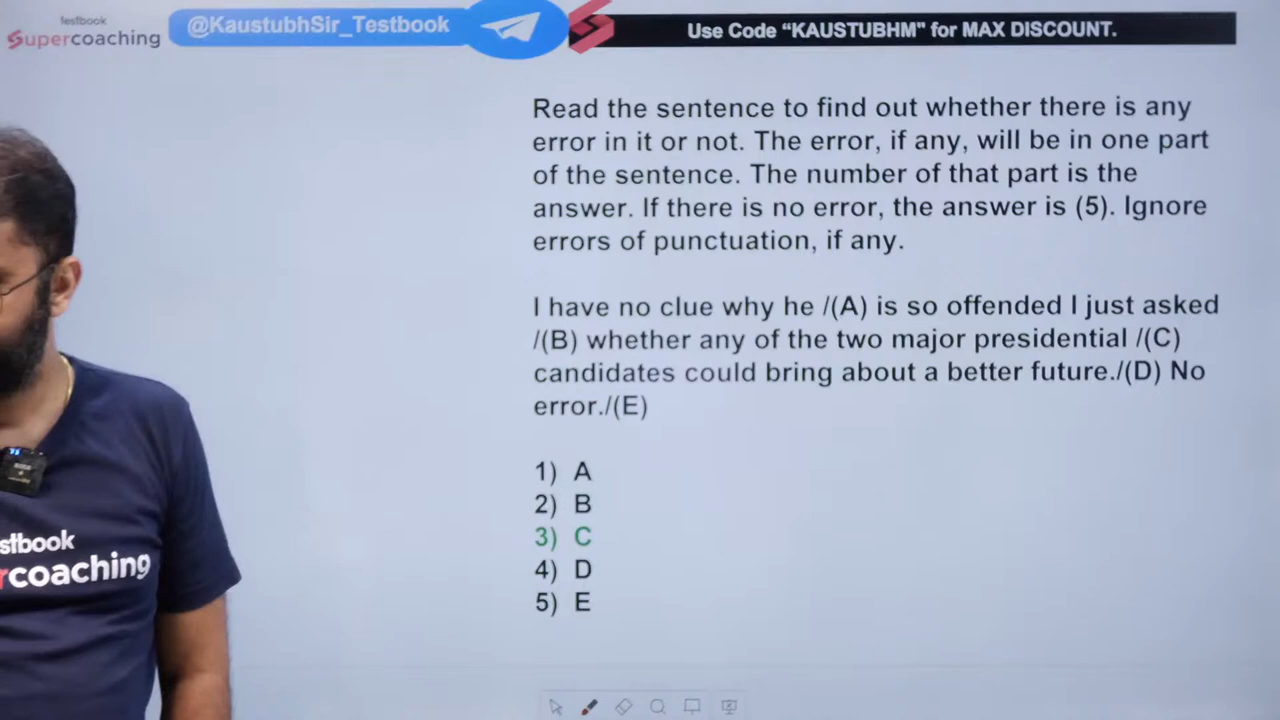 testbook
Supercoaching
@KaustubhSir_Testbook
Use Code “KAUSTUBHM" for MAX DISCOUNT.
Read the sentence to find out whether there is any
error in it or not. The error, if any, will be in one part
of the sentence. The number of that part is the
answer. If there is no error, the answer is (5). Ignore
errors of punctuation, if any.
I have no clue why he /(A) is so offended I just asked
/(B) whether any of the two major presidential /(C)
candidates could bring about a better future./(D) No
error./(E)
1) A
2) B
3) C
4) D
5) E
stbook
rcoaching